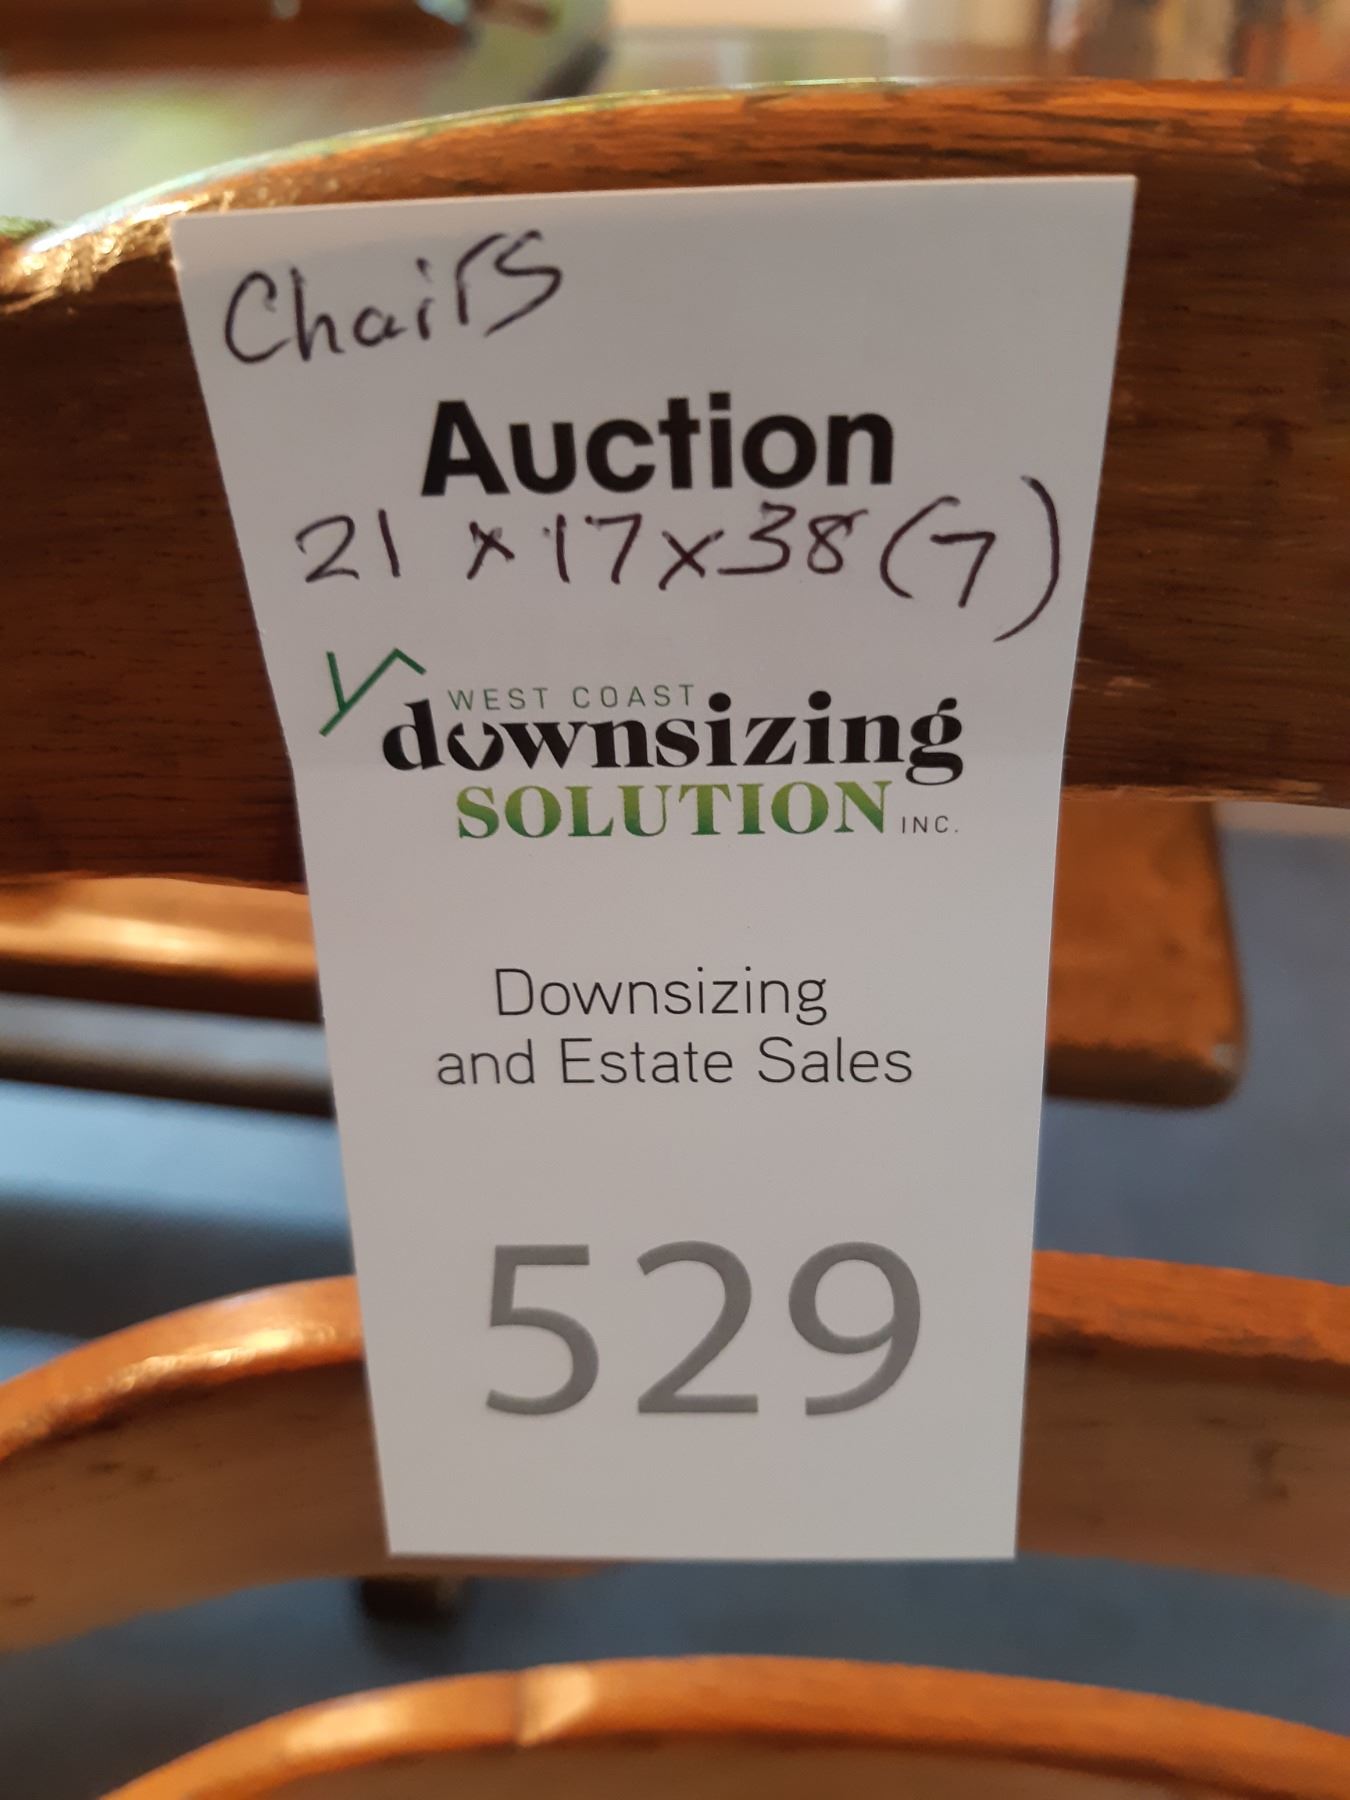 Chairs
Auction
21 x 17 x 38 (7)
WEST COAST
downsizing
SOLUTION INC.
Downsizing
and Estate Sales
529